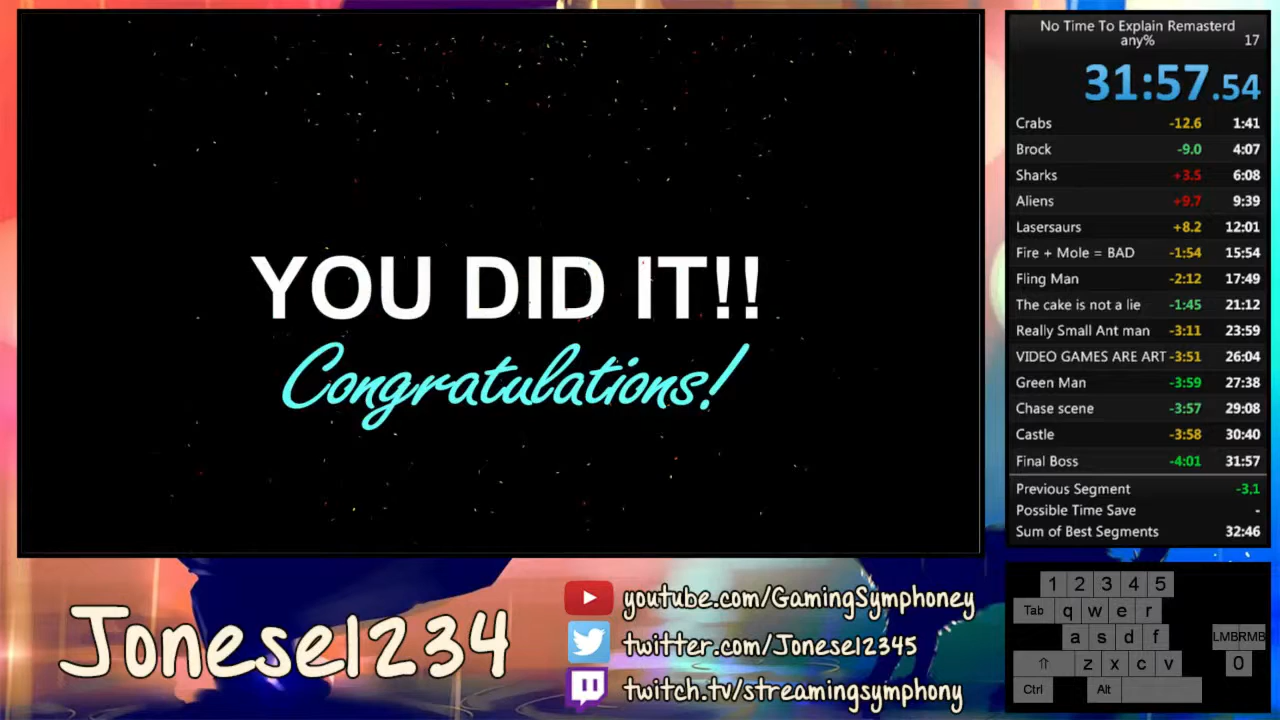 YOU DID IT!!
Congratulations!
No Time To Explain Remasterd
any% 17
31:57.54
Crabs -12.6 1:41
Brock -9.0 4:07
Sharks +3.5 6:08
Aliens +9.7 9:39
Lasersaurs +8.2 12:01
Fire + Mole = BAD -1:54 15:54
Fling Man -2:12 17:49
The cake is not a lie -1:45 21:12
Really Small Ant man -3:11 23:59
VIDEO GAMES ARE ART -3:51 26:04
Green Man -3:59 27:38
Chase scene -3:57 29:08
Castle -3:58 30:40
Final Boss -4:01 31:57
Previous Segment -3.1
Possible Time Save -
Sum of Best Segments 32:46
Jonese1234
youtube.com/GamingSymphoney
twitter.com/Jonese12345
twitch.tv/streamingsymphony
1 2 3 4 5
Tab q w e r
a s d f LMB RMB
⇧ z x c v 0
Ctrl Alt